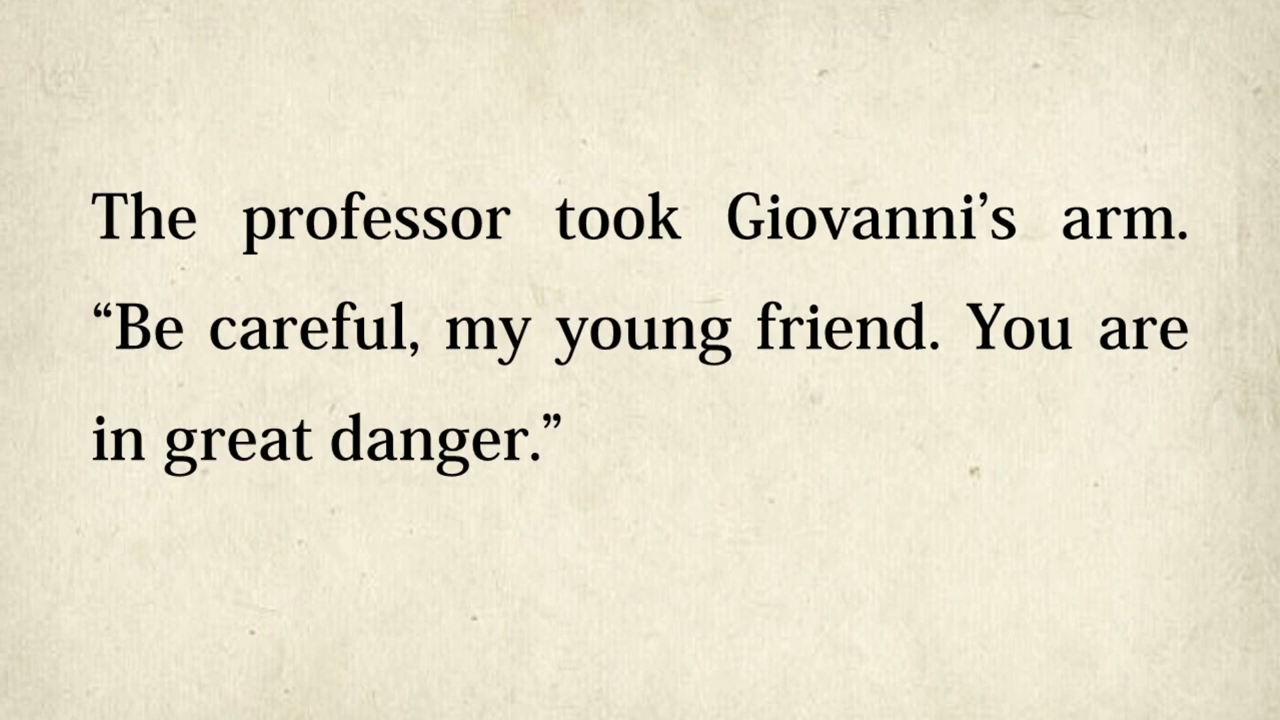 The professor took Giovanni’s arm.
“Be careful, my young friend. You are
in great danger.”